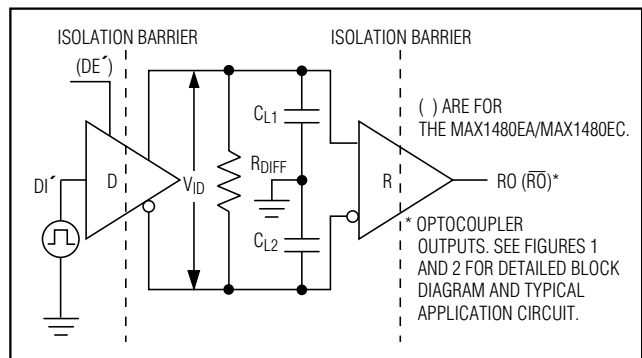 ISOLATION BARRIER
ISOLATION BARRIER
(DE´)
DI´
D
VID
RDIFF
CL1
CL2
R
RO (R̅O̅)*
( ) ARE FOR
THE MAX1480EA/MAX1480EC.
* OPTOCOUPLER
OUTPUTS. SEE FIGURES 1
AND 2 FOR DETAILED BLOCK
DIAGRAM AND TYPICAL
APPLICATION CIRCUIT.